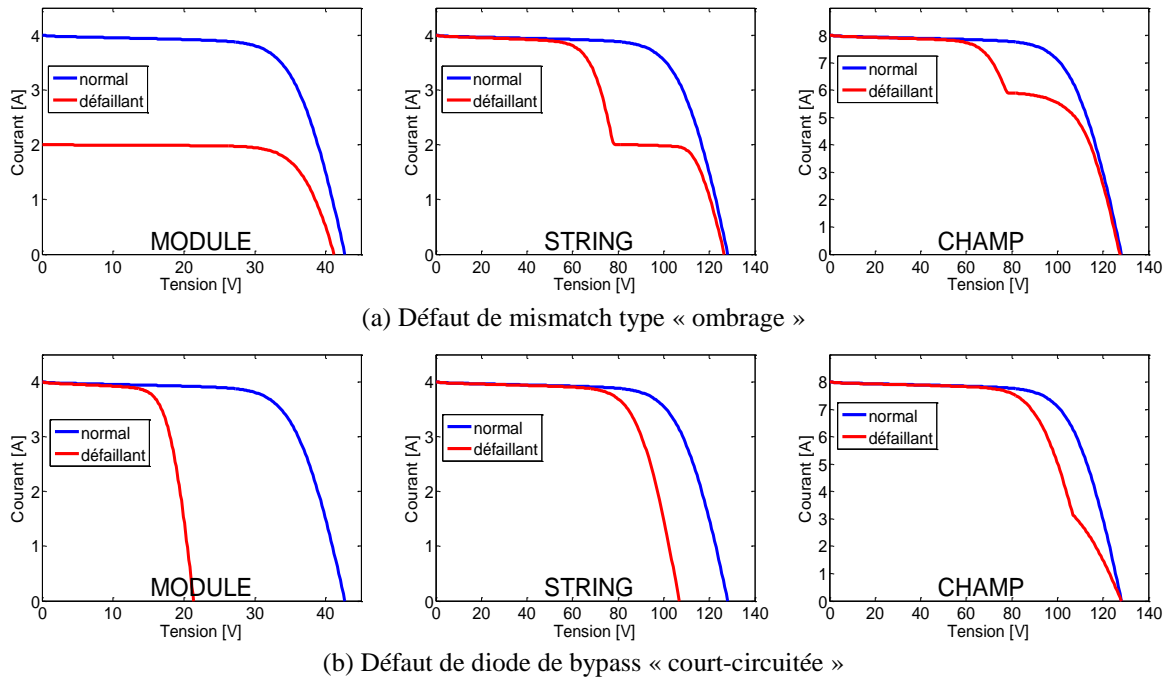 Courant [A]
4
3
2
1
0
normal
défaillant
MODULE
0 10 20 30 40
Tension [V]
Courant [A]
4
3
2
1
0
normal
défaillant
STRING
0 20 40 60 80 100 120 140
Tension [V]
Courant [A]
8
7
6
5
4
3
2
1
0
normal
défaillant
CHAMP
0 20 40 60 80 100 120 140
Tension [V]
(a) Défaut de mismatch type « ombrage »
Courant [A]
4
3
2
1
0
normal
défaillant
MODULE
0 10 20 30 40
Tension [V]
Courant [A]
4
3
2
1
0
normal
défaillant
STRING
0 20 40 60 80 100 120 140
Tension [V]
Courant [A]
8
7
6
5
4
3
2
1
0
normal
défaillant
CHAMP
0 20 40 60 80 100 120 140
Tension [V]
(b) Défaut de diode de bypass « court-circuitée »